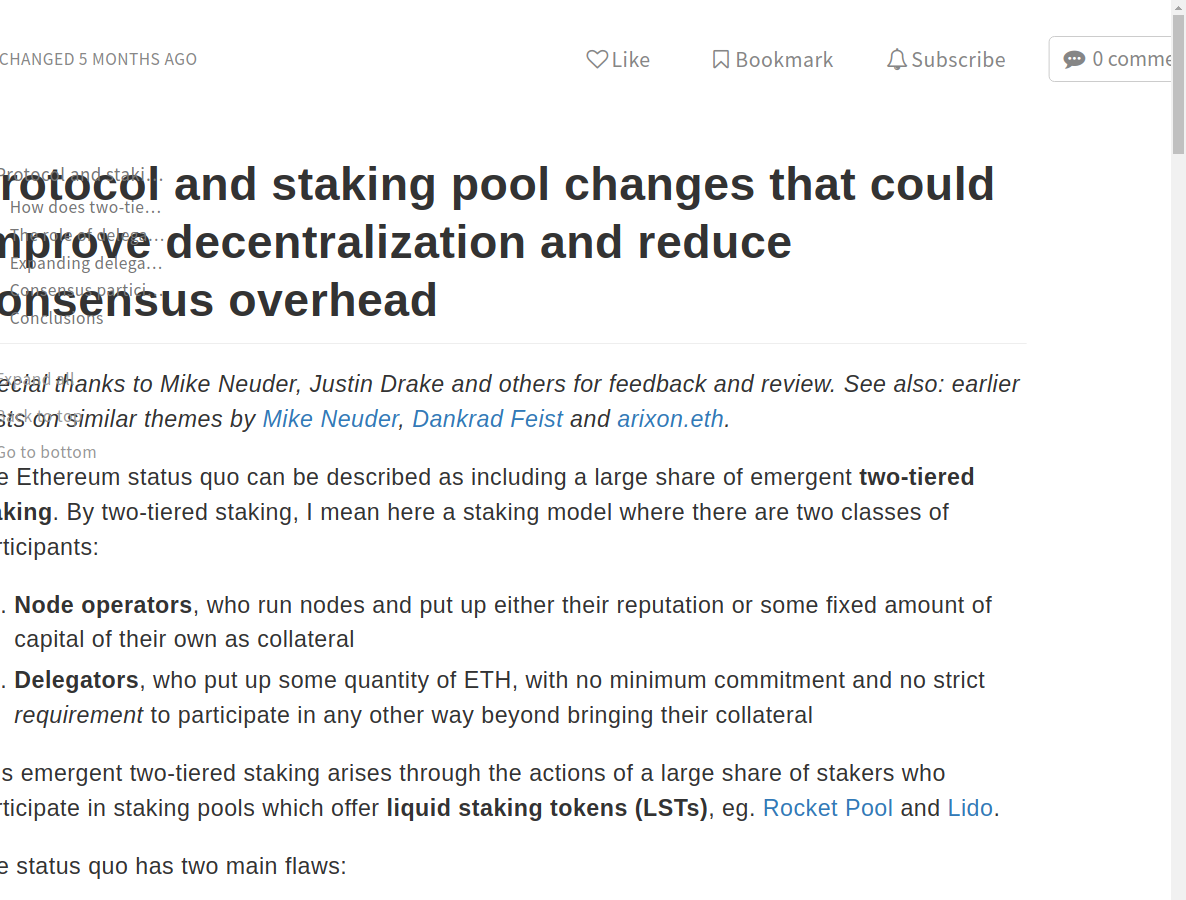 CHANGED 5 MONTHS AGO
Like
Bookmark
Subscribe
0 comme
rotocol and staking pool changes that could
mprove decentralization and reduce
onsensus overhead
Protocol and staki…
How does two-tie…
The role of delega…
Expanding delega…
Consensus partici…
Conclusions
Expand all
Back to top
Go to bottom
ecial thanks to Mike Neuder, Justin Drake and others for feedback and review. See also: earlier
sts on similar themes by Mike Neuder, Dankrad Feist and arixon.eth.
e Ethereum status quo can be described as including a large share of emergent two-tiered
aking. By two-tiered staking, I mean here a staking model where there are two classes of
rticipants:
. Node operators, who run nodes and put up either their reputation or some fixed amount of
capital of their own as collateral
. Delegators, who put up some quantity of ETH, with no minimum commitment and no strict
requirement to participate in any other way beyond bringing their collateral
s emergent two-tiered staking arises through the actions of a large share of stakers who
rticipate in staking pools which offer liquid staking tokens (LSTs), eg. Rocket Pool and Lido.
e status quo has two main flaws: